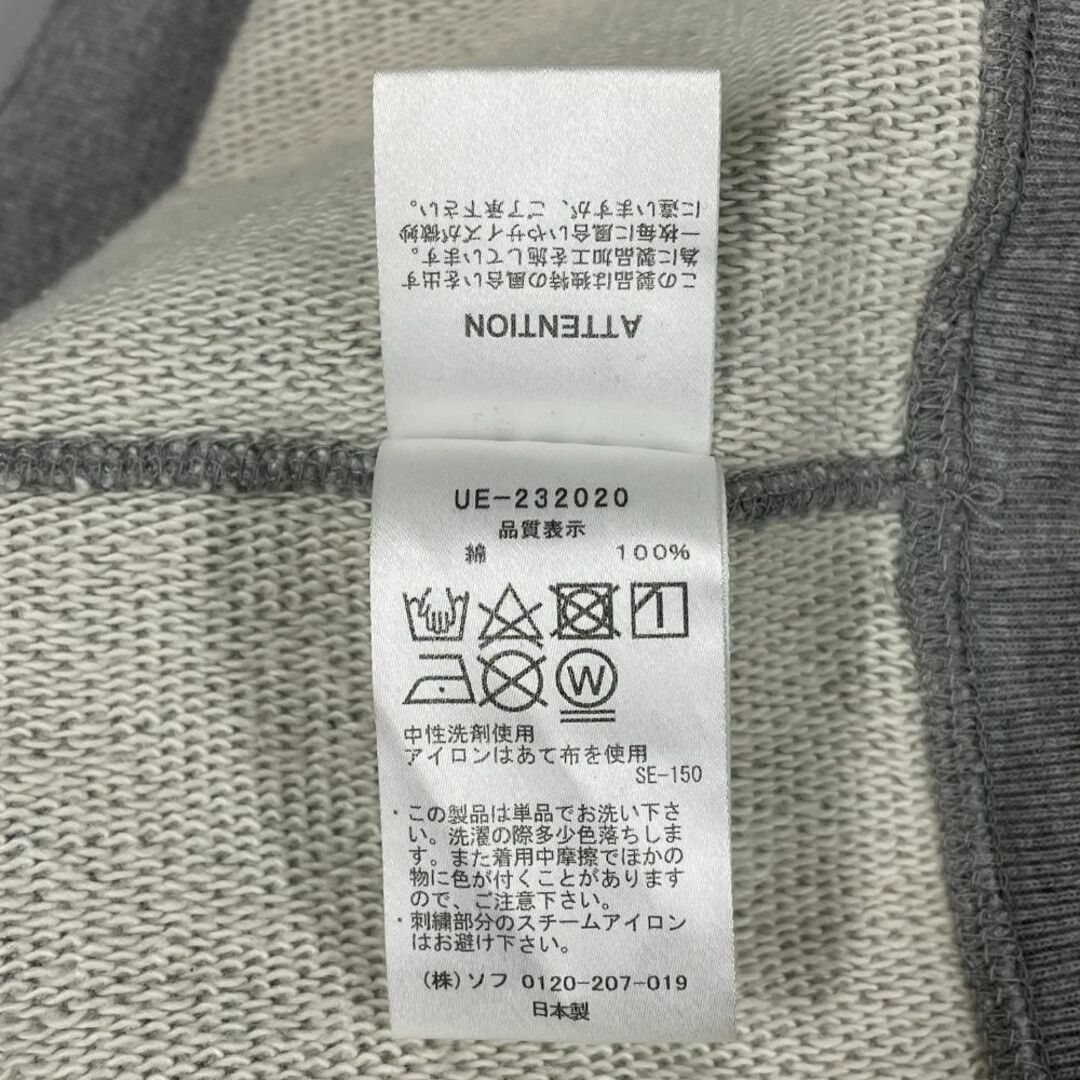 ATTENTION
この製品は独特の風合いを出す
為に製品加工を施しています。
一枚毎に風合いやサイズが微妙
に違いますが、ご了承下さい。
UE-232020
品質表示
綿 100%
W
中性洗剤使用
アイロンはあて布を使用
SE-150
・この製品は単品でお洗い下さ
い。洗濯の際多少色落ちしま
す。また着用中摩擦でほかの
物に色が付くことがあります
ので、ご注意下さい。
・刺繍部分のスチームアイロン
はお避け下さい。
(株)ソフ 0120-207-019
日本製